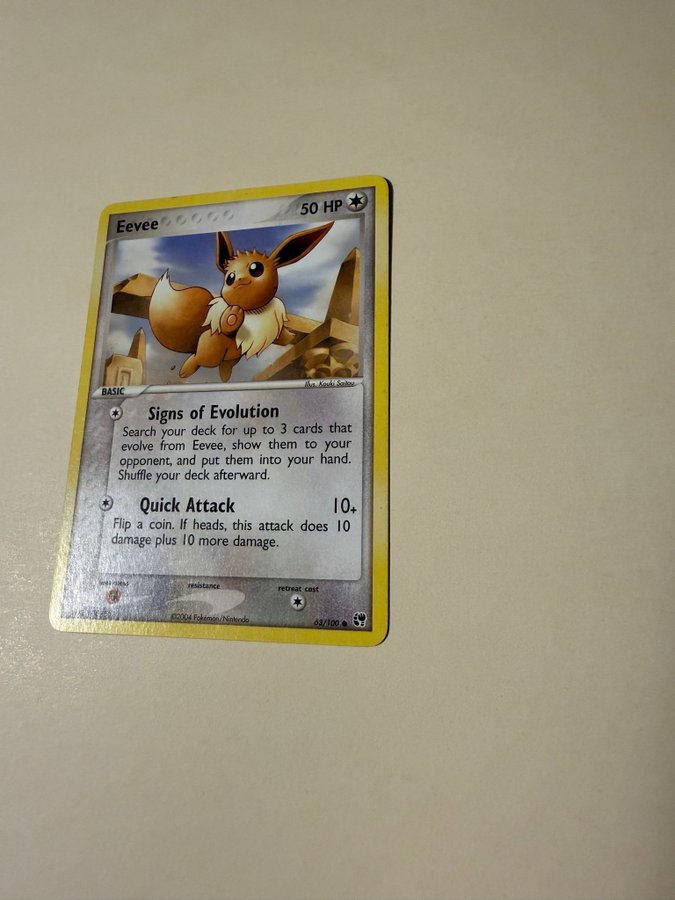 Eevee
50 HP
BASIC
Illus. Kouki Saitou
Signs of Evolution
Search your deck for up to 3 cards that
evolve from Eevee, show them to your
opponent, and put them into your hand.
Shuffle your deck afterward.
Quick Attack 10+
Flip a coin. If heads, this attack does 10
damage plus 10 more damage.
weakness
resistance
retreat cost
©2004 Pokémon/Nintendo
63/100